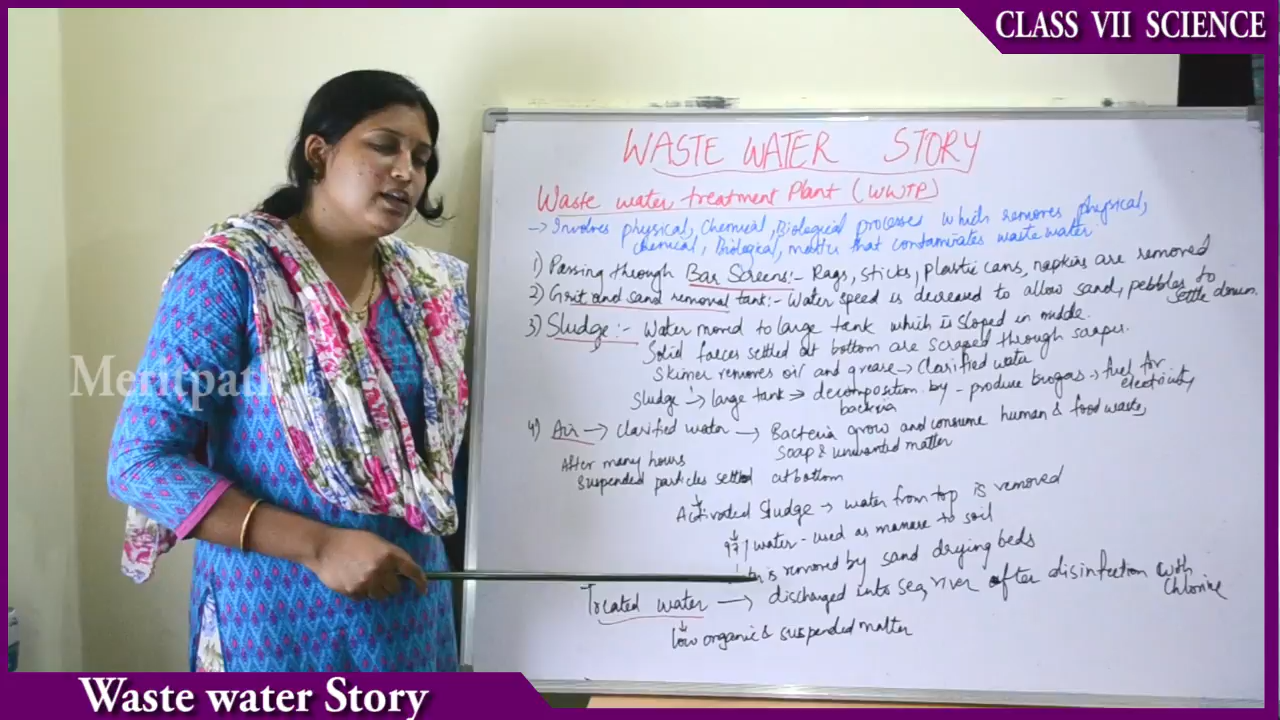 CLASS VII SCIENCE
WASTE WATER STORY
Waste water treatment Plant (WWTP)
→ Involves physical, Chemical, Biological processes which removes physical,
chemical, Biological, matter that contaminates waste water
1) Passing through Bar Screens:- Rags, sticks, plastic cans, napkins are removed
2) Grit and sand removal tank:- Water speed is decreased to allow sand, pebbles to
settle down.
3) Sludge:- Water moved to large tank which is sloped in middle.
Solid faeces settled at bottom are scraped through scraper.
Skimer removes oil and grease → clarified water
Sludge → large tank → decomposition by - produce biogas → fuel for
bacteria electricity
4) Air → clarified water → Bacteria grow and consume human & food waste,
Soap & unwanted matter
After many hours
suspended particles settled at bottom
Activated Sludge → water from top is removed
97% water - used as manure to soil
is removed by sand drying beds
Treated water → discharged into sea, river after disinfection with
Chlorine
low organic & suspended matter
Meritpath
Waste water Story